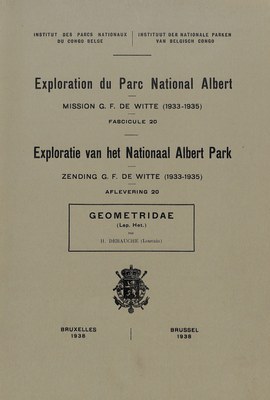 INSTITUT DES PARCS NATIONAUX
DU CONGO BELGE
INSTITUUT DER NATIONALE PARKEN
VAN BELGISCH CONGO
Exploration du Parc National Albert
MISSION G. F. DE WITTE (1933-1935)
FASCICULE 20
Exploratie van het Nationaal Albert Park
ZENDING G. F. DE WITTE (1933-1935)
AFLEVERING 20
GEOMETRIDAE
(Lep. Het.)
PAR
H. DEBAUCHE (Louvain)
BRUXELLES
1938
BRUSSEL
1938